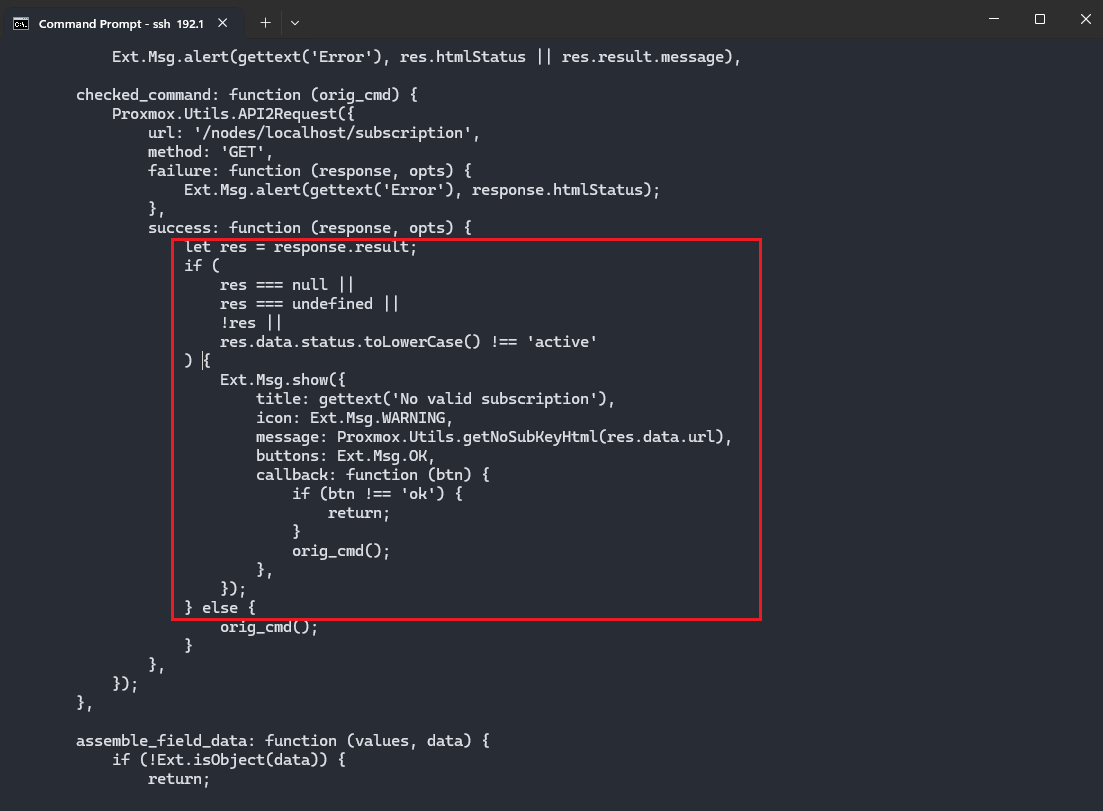 Command Prompt - ssh 192.1
Ext.Msg.alert(gettext('Error'), res.htmlStatus || res.result.message),
checked_command: function (orig_cmd) {
Proxmox.Utils.API2Request({
url: '/nodes/localhost/subscription',
method: 'GET',
failure: function (response, opts) {
Ext.Msg.alert(gettext('Error'), response.htmlStatus);
},
success: function (response, opts) {
let res = response.result;
if (
res === null ||
res === undefined ||
!res ||
res.data.status.toLowerCase() !== 'active'
) {
Ext.Msg.show({
title: gettext('No valid subscription'),
icon: Ext.Msg.WARNING,
message: Proxmox.Utils.getNoSubKeyHtml(res.data.url),
buttons: Ext.Msg.OK,
callback: function (btn) {
if (btn !== 'ok') {
return;
}
orig_cmd();
},
});
} else {
orig_cmd();
}
},
});
},
assemble_field_data: function (values, data) {
if (!Ext.isObject(data)) {
return;